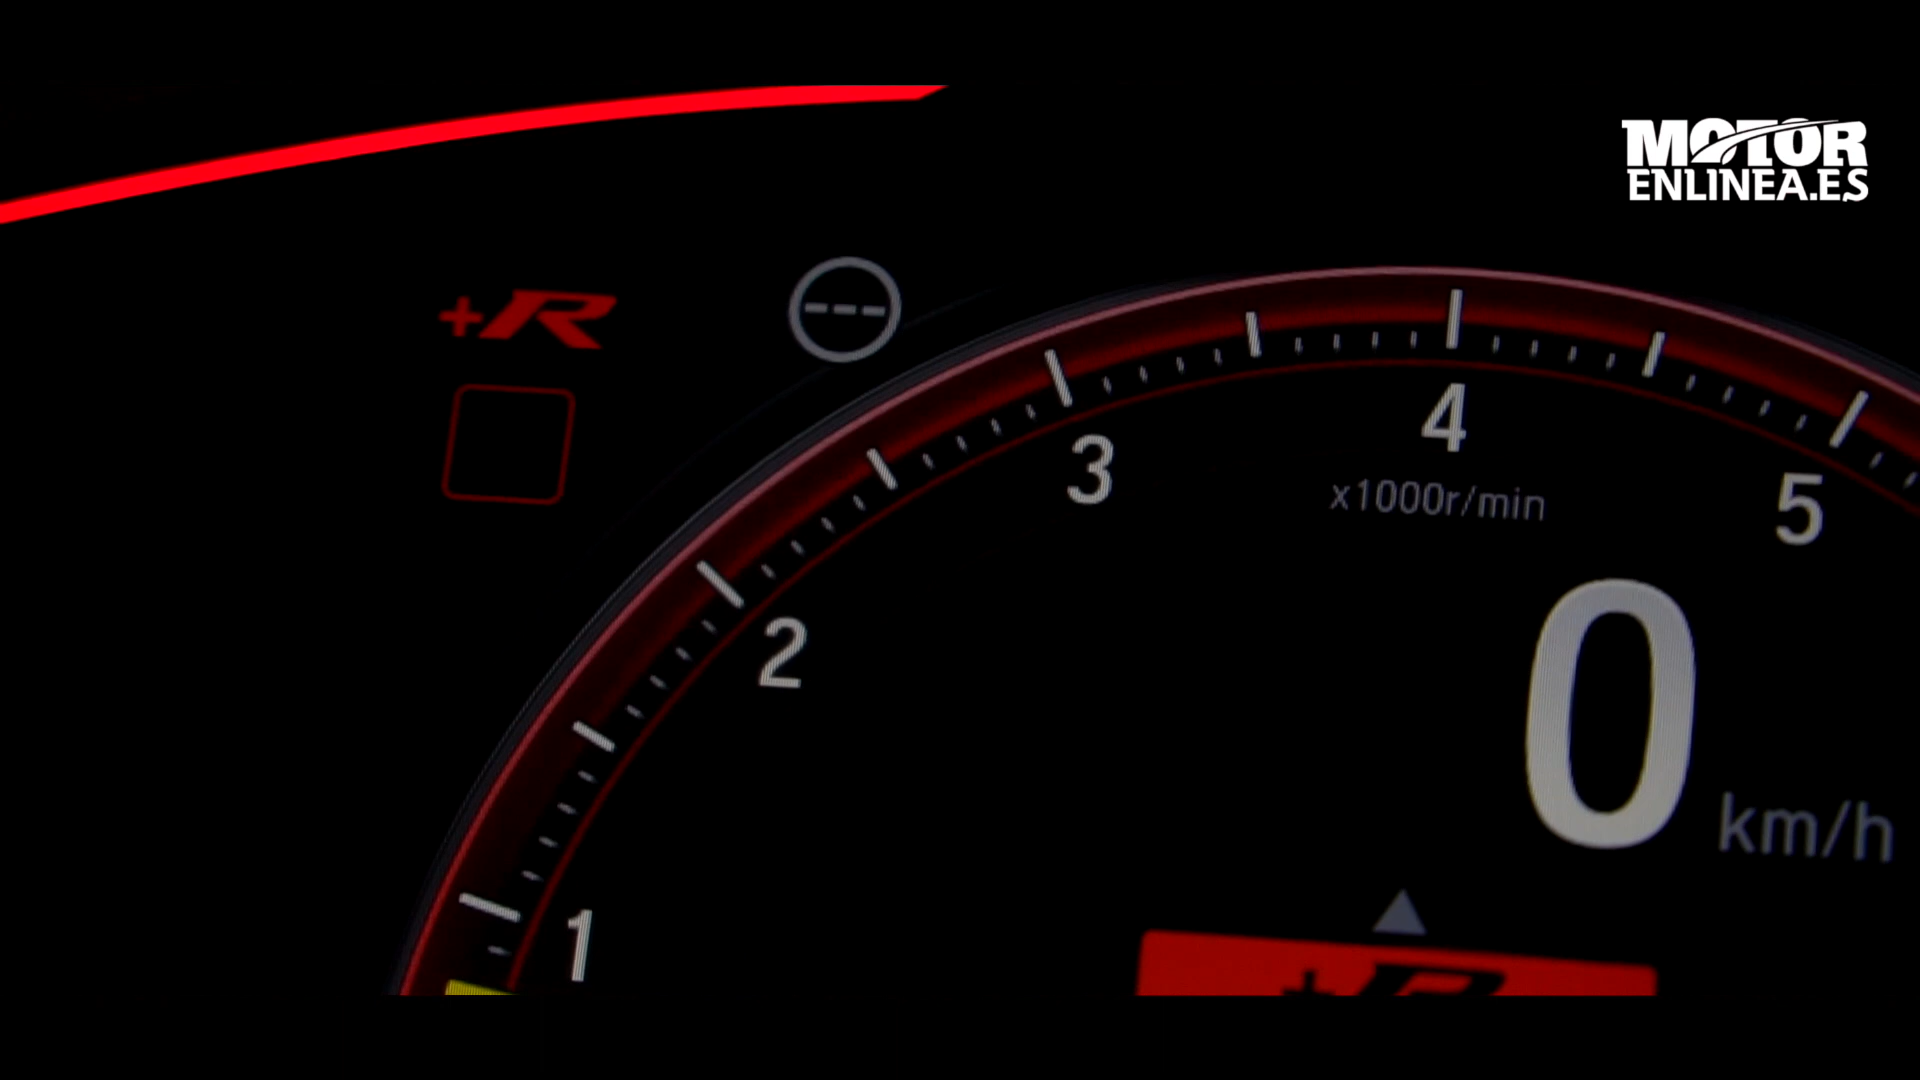 MOTOR
ENLINEA.ES
+R
---
4
3
x1000r/min
5
2
0
km/h
1
+R